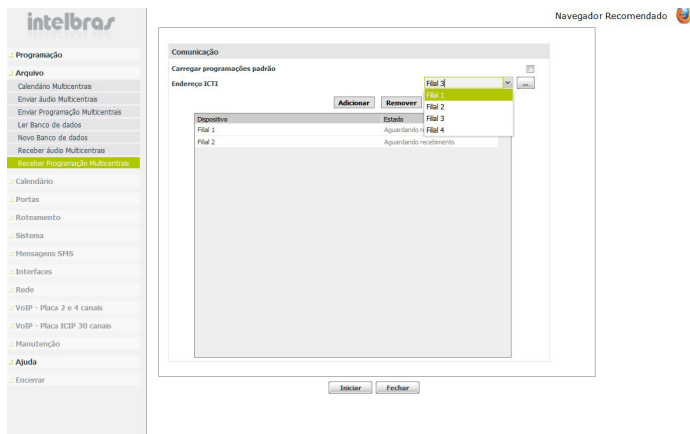 intelbras
Navegador Recomendado
.: Programação
.: Arquivo
Calendário Multicentrais
Enviar áudio Multicentrais
Enviar Programação Multicentrais
Ler Banco de dados
Novo Banco de dados
Receber áudio Multicentrais
Receber Programação Multicentrais
.: Calendário
.: Portas
.: Roteamento
.: Sistema
.: Mensagens SMS
.: Interfaces
.: Rede
.: VoIP - Placa 2 e 4 canais
.: VoIP - Placa ICIP 30 canais
.: Manutenção
.: Ajuda
.: Encerrar
Comunicação
Carregar programações padrão
Endereço ICTI
Filial 3
...
Filial 1
Filial 2
Filial 3
Filial 4
Adicionar Remover
Dispositivo Estado
Filial 1 Aguardando r
Filial 2 Aguardando recebimento
Iniciar Fechar